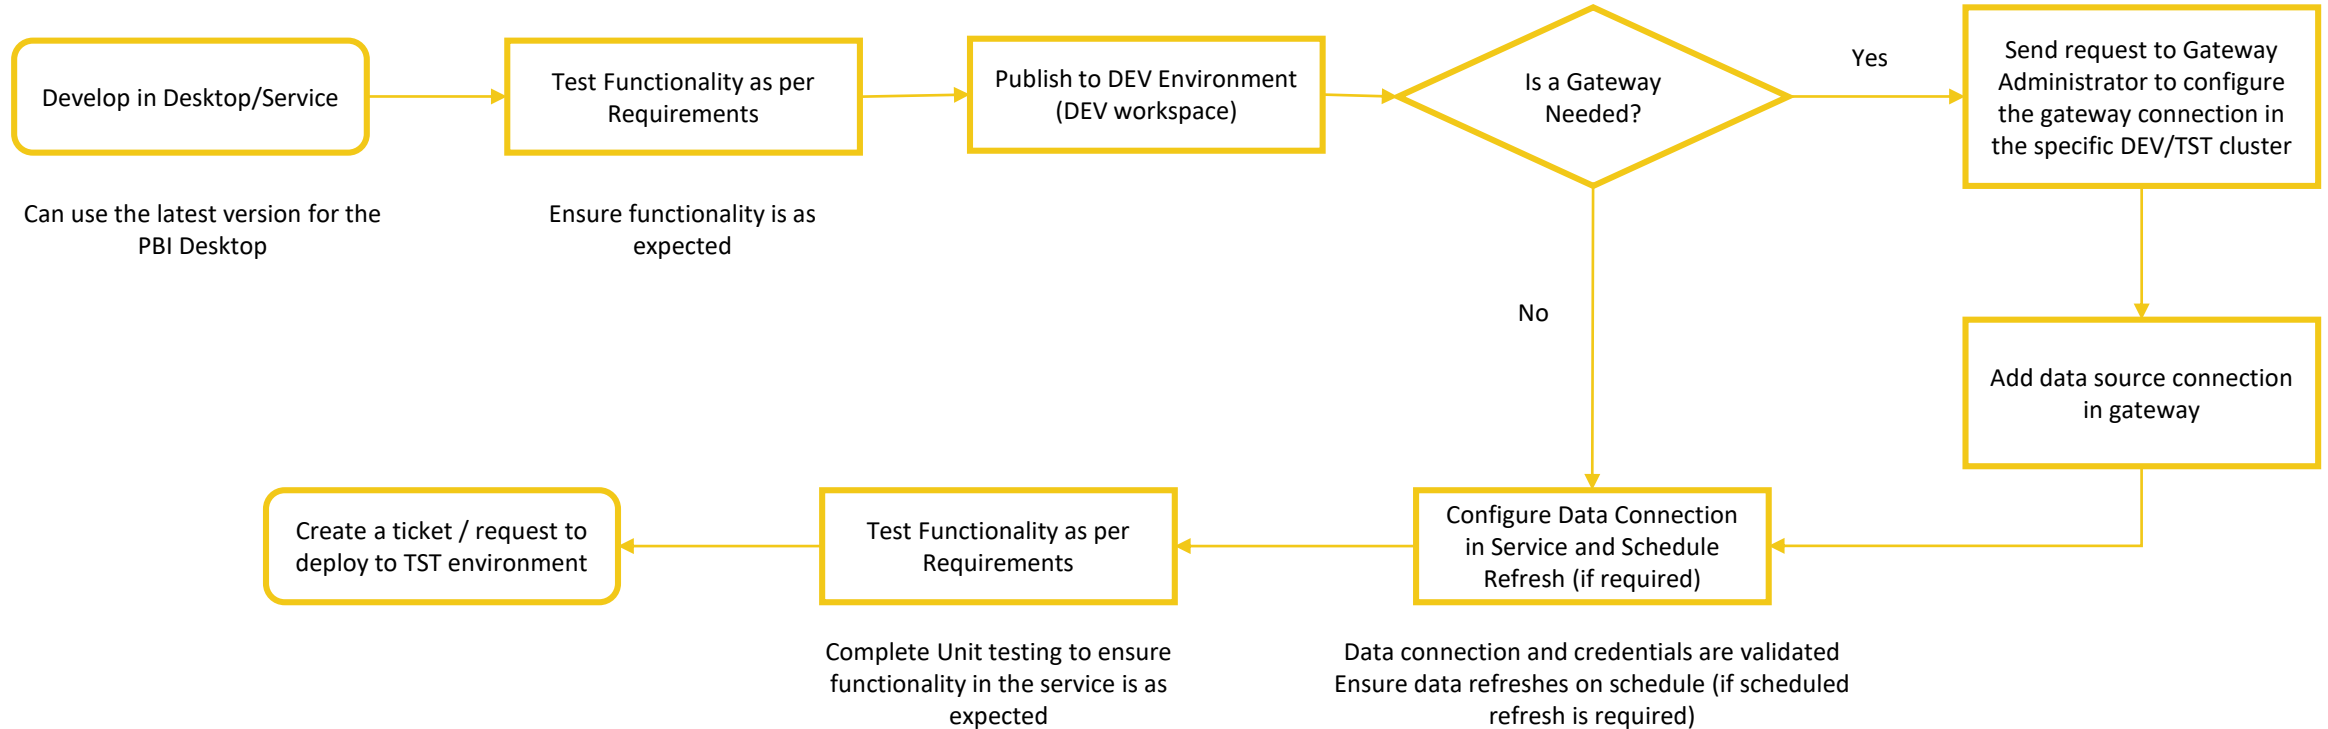 Develop in Desktop/Service
Can use the latest version for the
PBI Desktop
Test Functionality as per
Requirements
Ensure functionality is as
expected
Publish to DEV Environment
(DEV workspace)
Is a Gateway
Needed?
Yes
Send request to Gateway
Administrator to configure
the gateway connection in
the specific DEV/TST cluster
No
Add data source connection
in gateway
Configure Data Connection
in Service and Schedule
Refresh (if required)
Data connection and credentials are validated
Ensure data refreshes on schedule (if scheduled
refresh is required)
Test Functionality as per
Requirements
Complete Unit testing to ensure
functionality in the service is as
expected
Create a ticket / request to
deploy to TST environment